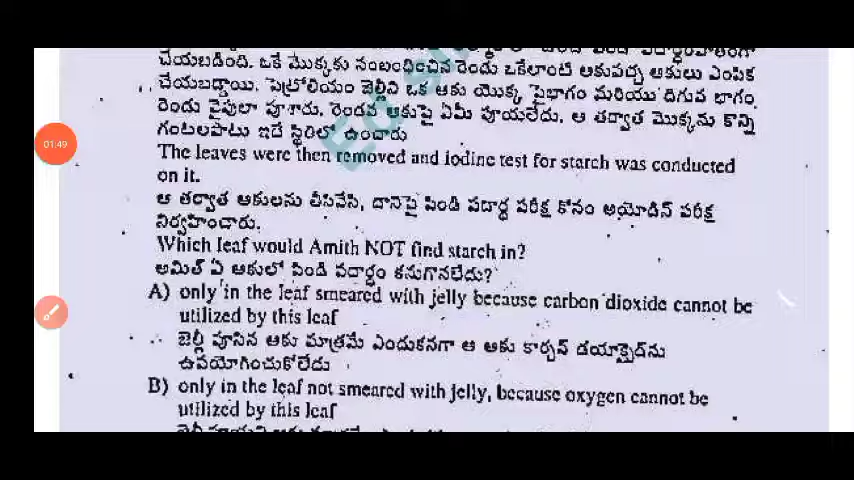 చేయబడింది. ఒకే మొక్కకు సంబంధించిన రెండు ఒకేలాంటి ఆకుపచ్చ ఆకులు ఎంపిక
చేయబడ్డాయి. పెట్రోలియం జెల్లీని ఒక ఆకు యొక్క పైభాగం మరియు దిగువ భాగం,
రెండు వైపులా పూశారు. రెండవ ఆకుపై ఏమీ పూయలేదు. ఆ తర్వాత మొక్కను కొన్ని
గంటలపాటు ఇదే స్థితిలో ఉంచారు
01:49
The leaves were then removed and iodine test for starch was conducted
on it.
ఆ తర్వాత ఆకులను తీసివేసి, దానిపై పిండి పదార్థ పరీక్ష కోసం అయోడిన్ పరీక్ష
నిర్వహించారు.
Which leaf would Amith NOT find starch in?
అమిత్ ఏ ఆకులో పిండి పదార్థం కనుగొనలేదు?
A) only in the leaf smeared with jelly because carbon dioxide cannot be
utilized by this leaf
జెల్లీ పూసిన ఆకు మాత్రమే ఎందుకనగా ఆ ఆకు కార్బన్ డయాక్సైడ్‌ను
ఉపయోగించుకోలేదు
B) only in the leaf not smeared with jelly, because oxygen cannot be
utilized by this leaf